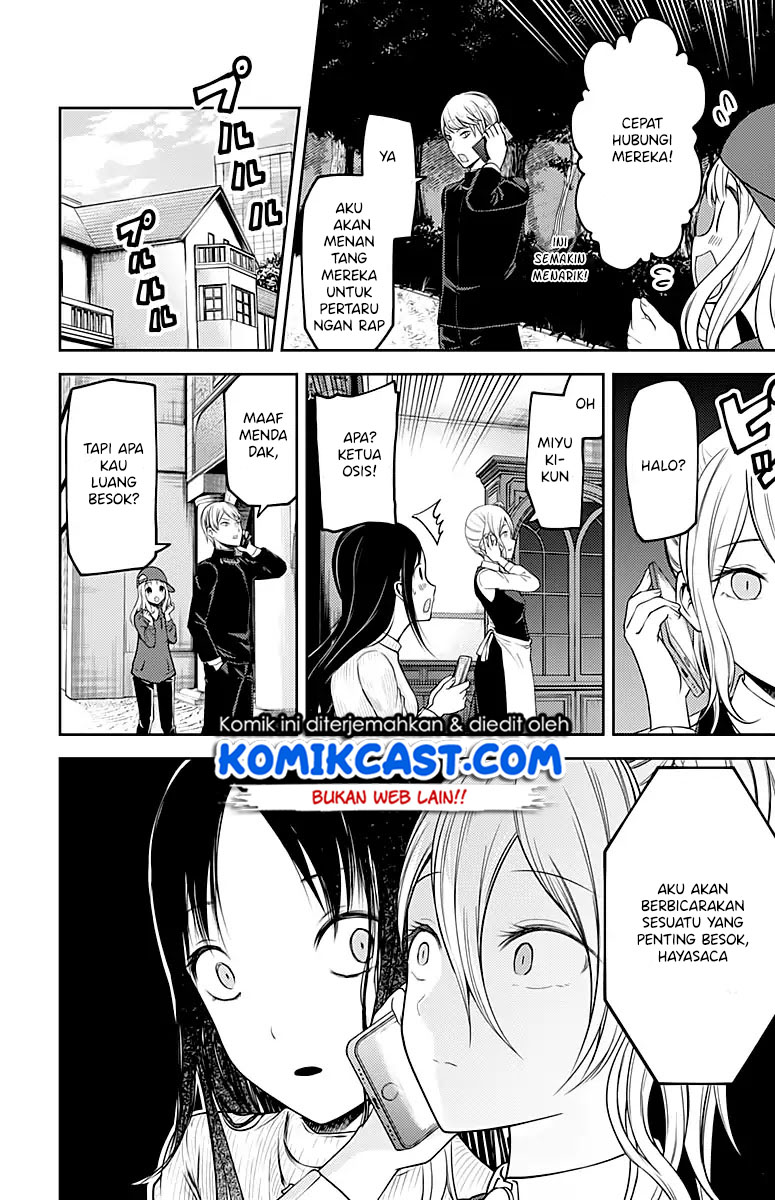 CEPAT
HUBUNGI
MEREKA!
INI
SEMAKIN
MENARIK!
YA
AKU
AKAN
MENAN
TANG
MEREKA
UNTUK
PERTARU
NGAN RAP
プルルルル
プルルルル
ピ
HALO?
OH
MIYU
KI-
KUN
APA?
KETUA
OSIS!
MAAF
MENDA
DAK,
TAPI APA
KAU
LUANG
BESOK?
Komik ini diterjemahkan & diedit oleh
KOMIKCAST.COM
BUKAN WEB LAIN!!
AKU AKAN
BERBICARAKAN
SESUATU YANG
PENTING BESOK,
HAYASACA